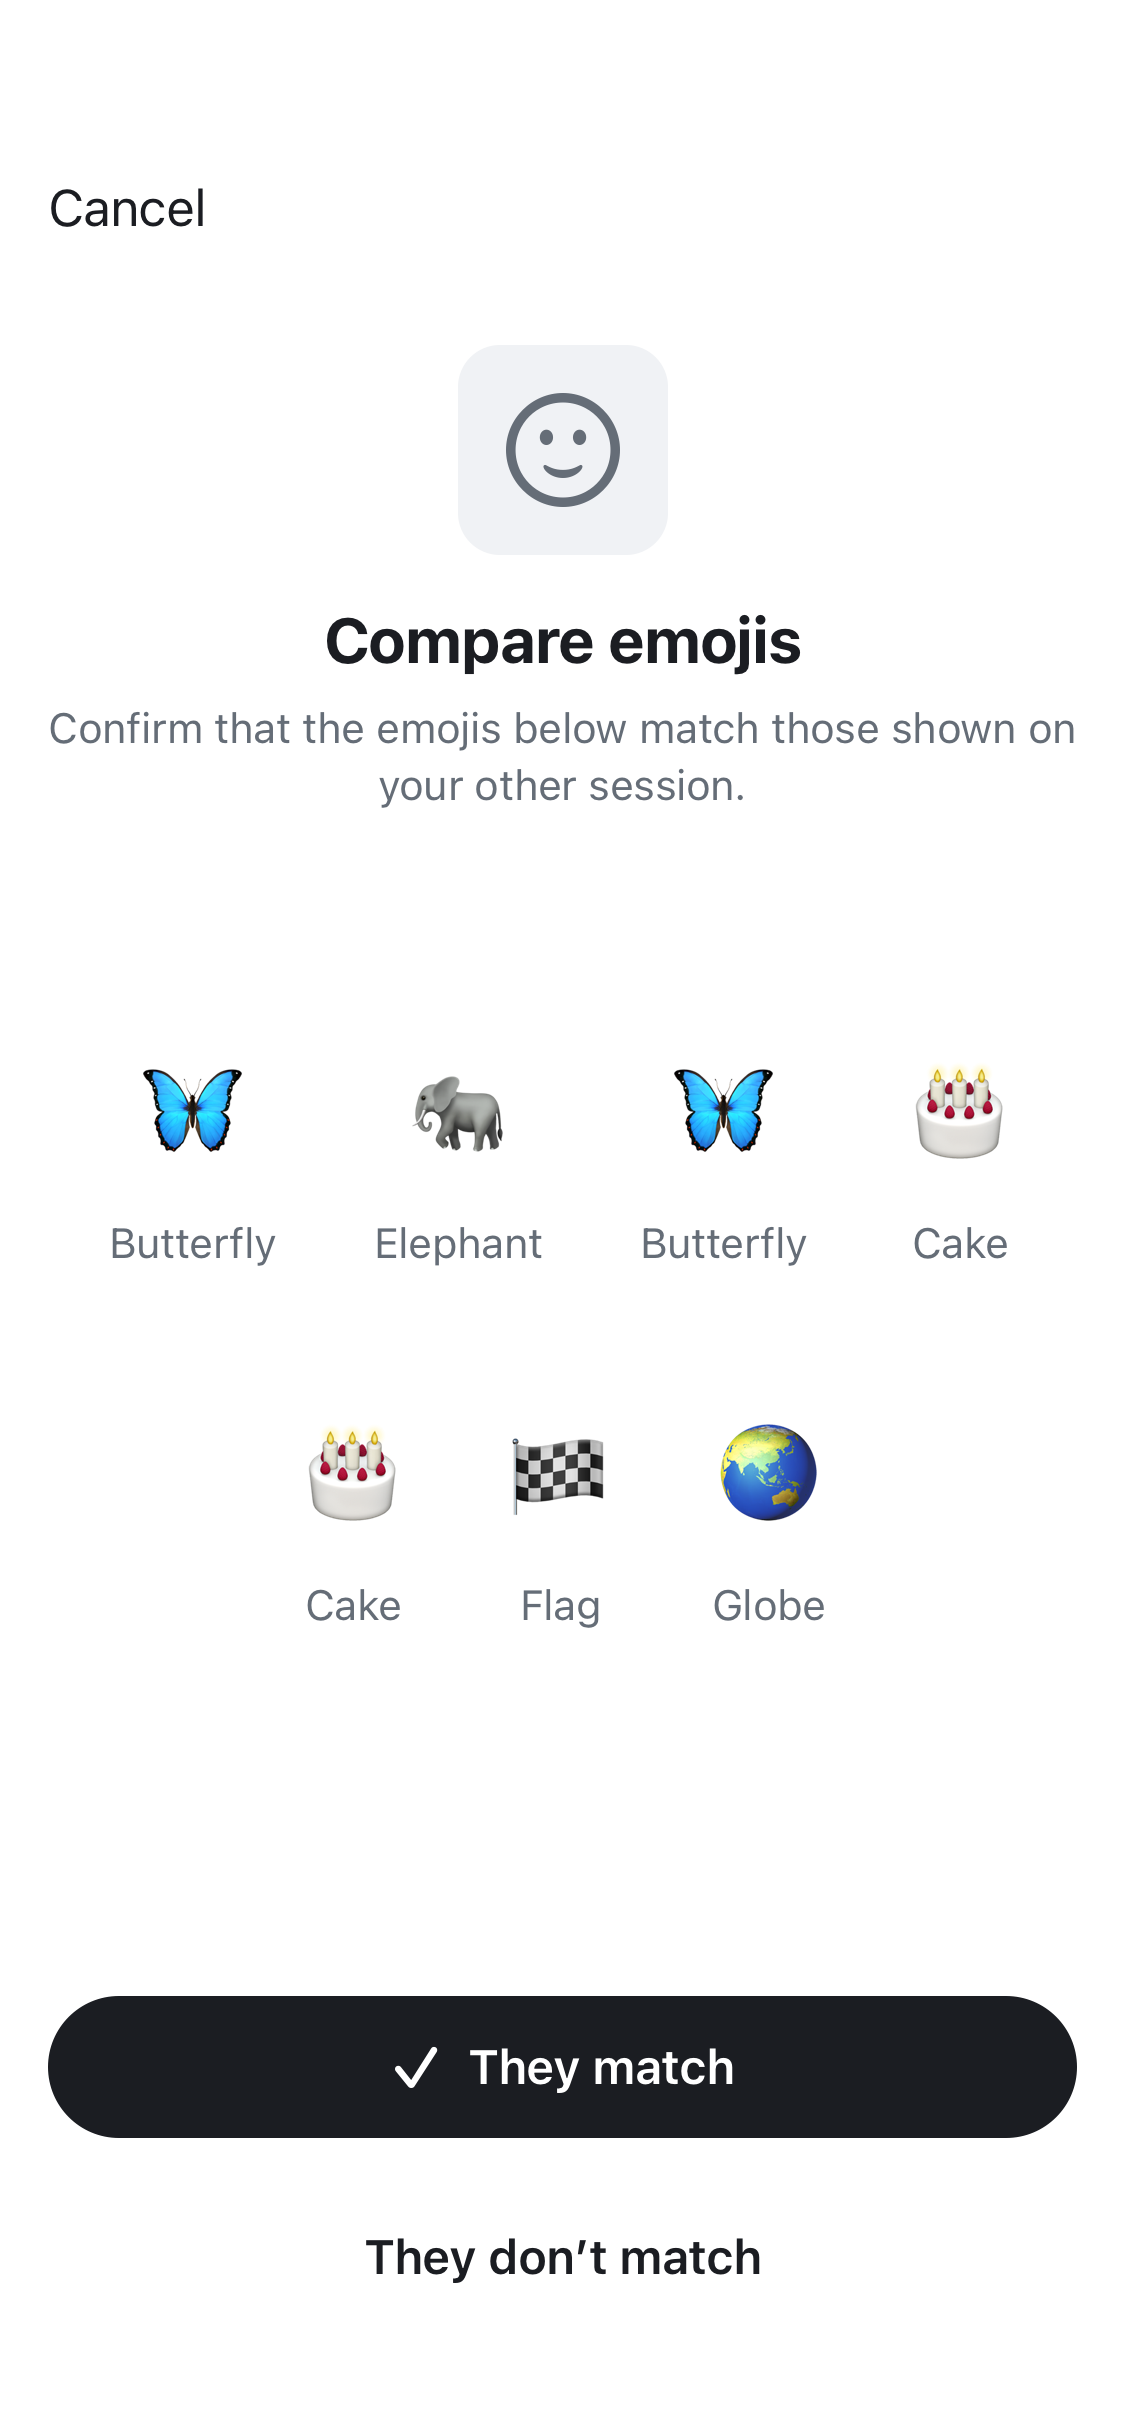 Cancel
Compare emojis
Confirm that the emojis below match those shown on
your other session.
Butterfly Elephant Butterfly Cake
Cake Flag Globe
They match
They don’t match